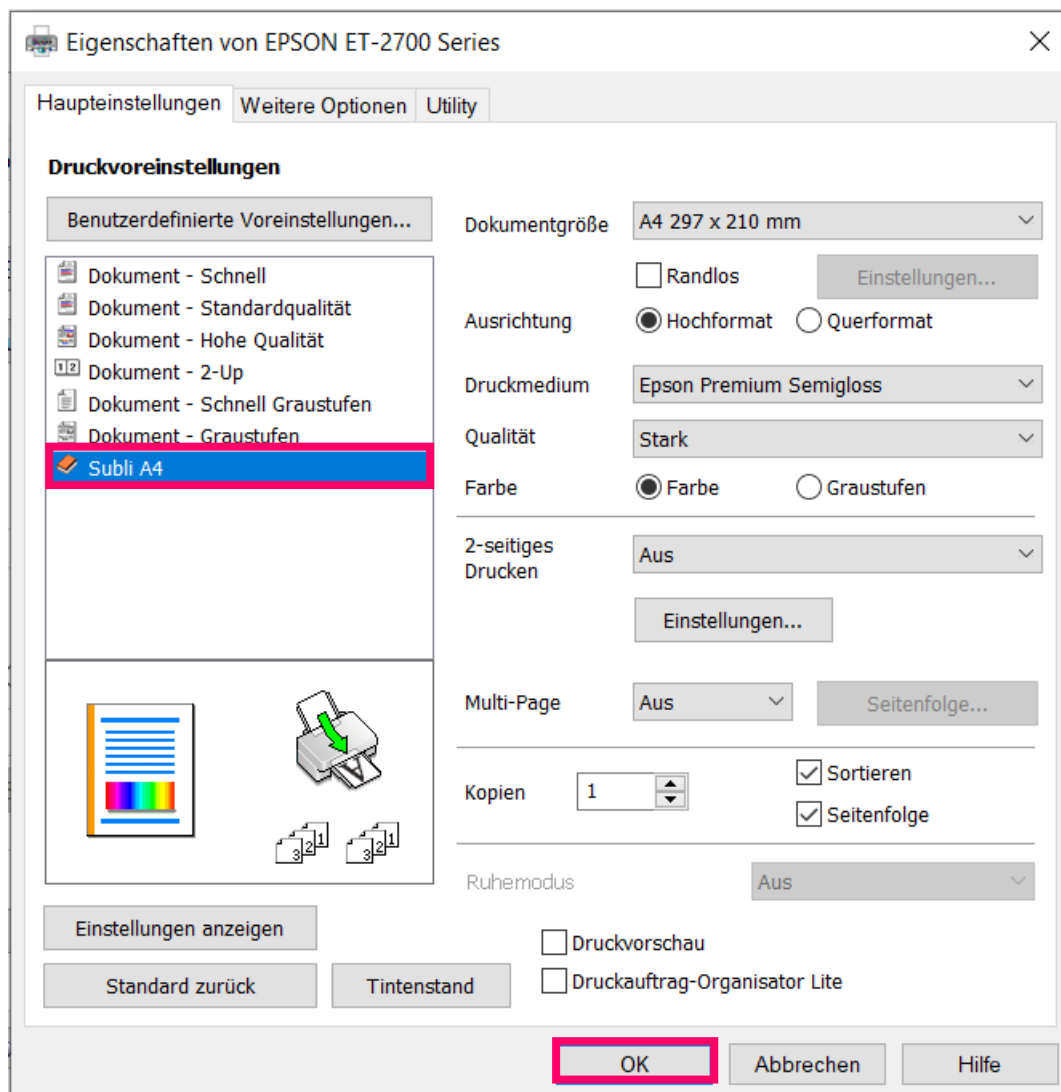 Eigenschaften von EPSON ET-2700 Series
Haupteinstellungen Weitere Optionen Utility
Druckvoreinstellungen
Benutzerdefinierte Voreinstellungen...
Dokument - Schnell
Dokument - Standardqualität
Dokument - Hohe Qualität
Dokument - 2-Up
Dokument - Schnell Graustufen
Dokument - Graustufen
Subli A4
Dokumentgröße A4 297 x 210 mm
Randlos Einstellungen...
Ausrichtung Hochformat Querformat
Druckmedium Epson Premium Semigloss
Qualität Stark
Farbe Farbe Graustufen
2-seitiges
Drucken
Aus
Einstellungen...
Multi-Page Aus Seitenfolge...
Kopien 1 Sortieren
Seitenfolge
Ruhemodus Aus
Einstellungen anzeigen
Druckvorschau
Standard zurück Tintenstand Druckauftrag-Organisator Lite
OK Abbrechen Hilfe